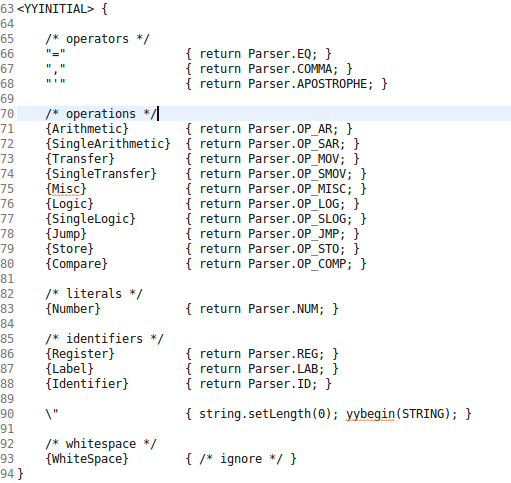 63 <YYINITIAL> {
64
65 /* operators */
66 "=" { return Parser.EQ; }
67 "," { return Parser.COMMA; }
68 "'" { return Parser.APOSTROPHE; }
69
70 /* operations */
71 {Arithmetic} { return Parser.OP_AR; }
72 {SingleArithmetic} { return Parser.OP_SAR; }
73 {Transfer} { return Parser.OP_MOV; }
74 {SingleTransfer} { return Parser.OP_SMOV; }
75 {Misc} { return Parser.OP_MISC; }
76 {Logic} { return Parser.OP_LOG; }
77 {SingleLogic} { return Parser.OP_SLOG; }
78 {Jump} { return Parser.OP_JMP; }
79 {Store} { return Parser.OP_STO; }
80 {Compare} { return Parser.OP_COMP; }
81
82 /* literals */
83 {Number} { return Parser.NUM; }
84
85 /* identifiers */
86 {Register} { return Parser.REG; }
87 {Label} { return Parser.LAB; }
88 {Identifier} { return Parser.ID; }
89
90 \" { string.setLength(0); yybegin(STRING); }
91
92 /* whitespace */
93 {WhiteSpace} { /* ignore */ }
94 }